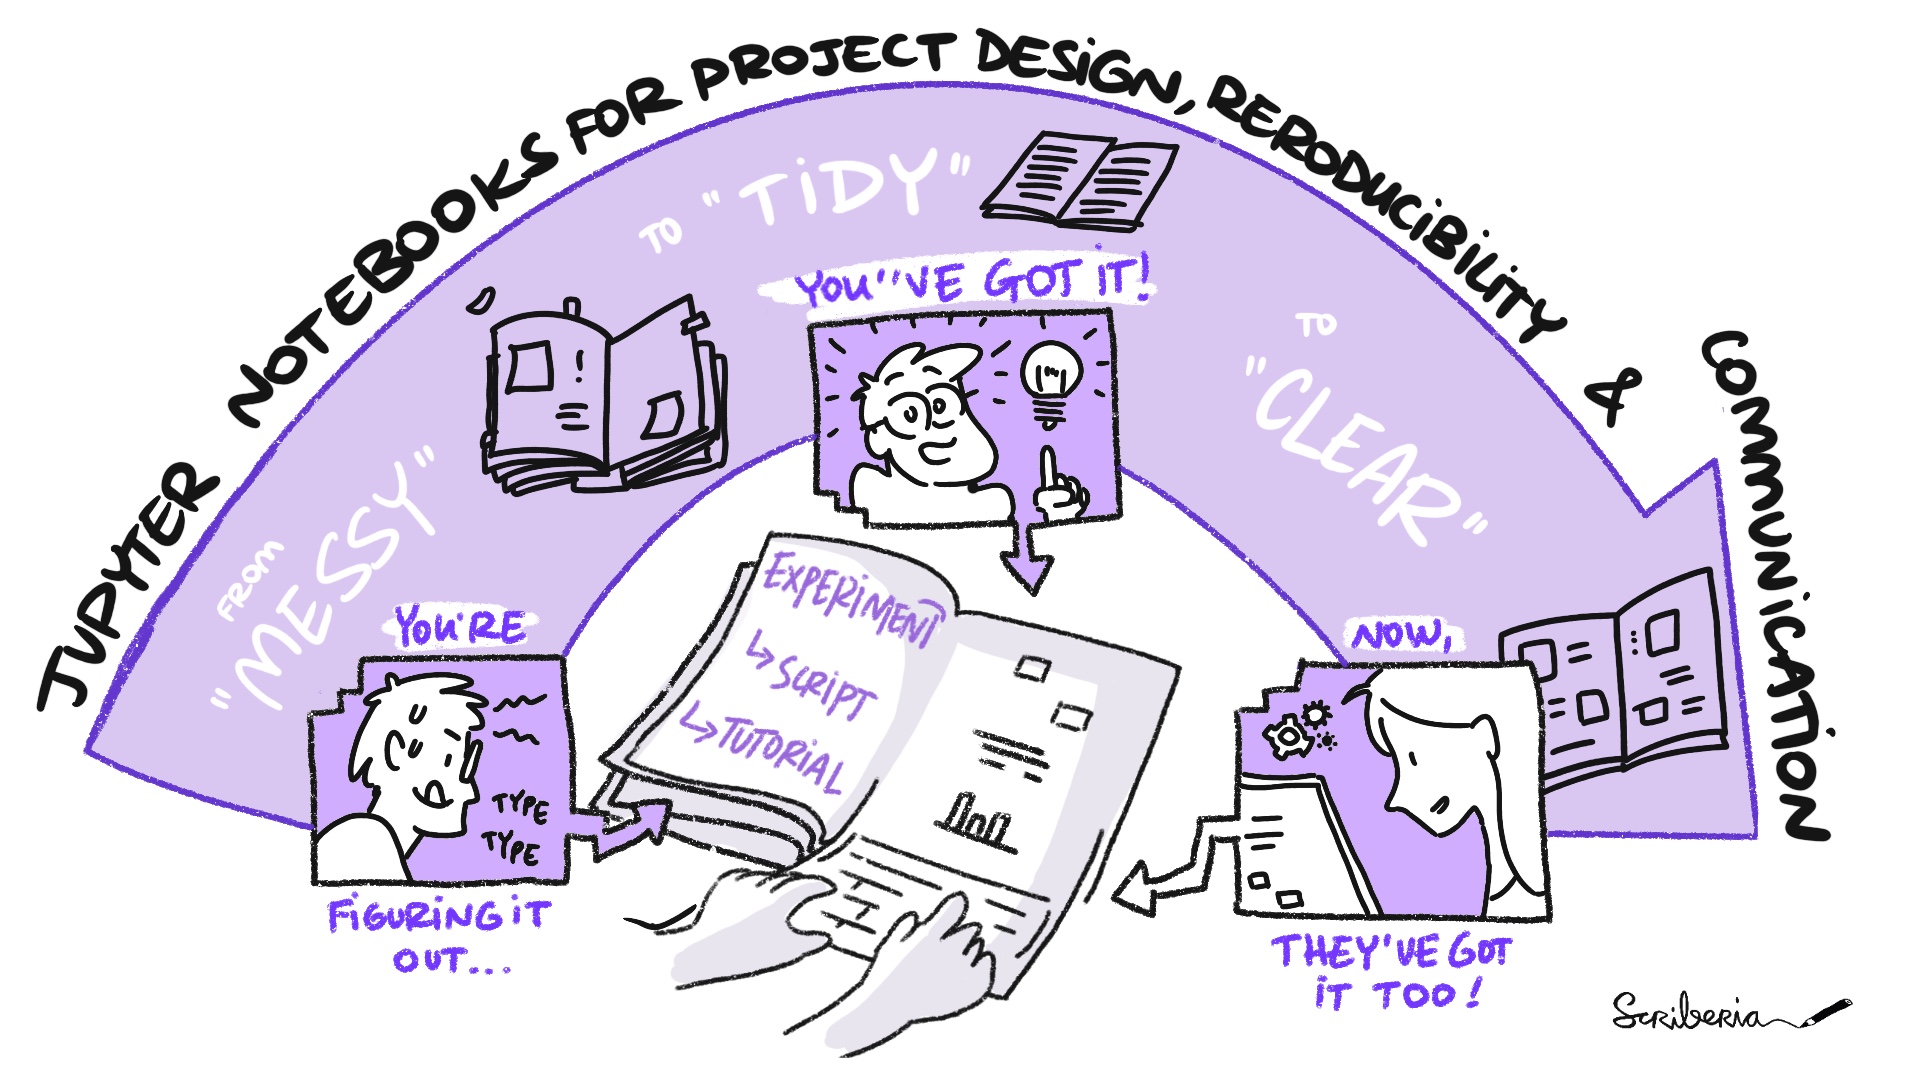 JUPYTER NOTEBOOKS FOR PROJECT DESIGN, RERODUCIBILITY & COMMUNICATION
FROM
"MESSY"
TO "TIDY"
TO
"CLEAR"
YOU'RE
TYPE
TYPE
FIGURING IT
OUT...
YOU''VE GOT IT!
EXPERIMENT
↳ SCRIPT
↳ TUTORIAL
NOW,
THEY'VE GOT
IT TOO!
Scriberia